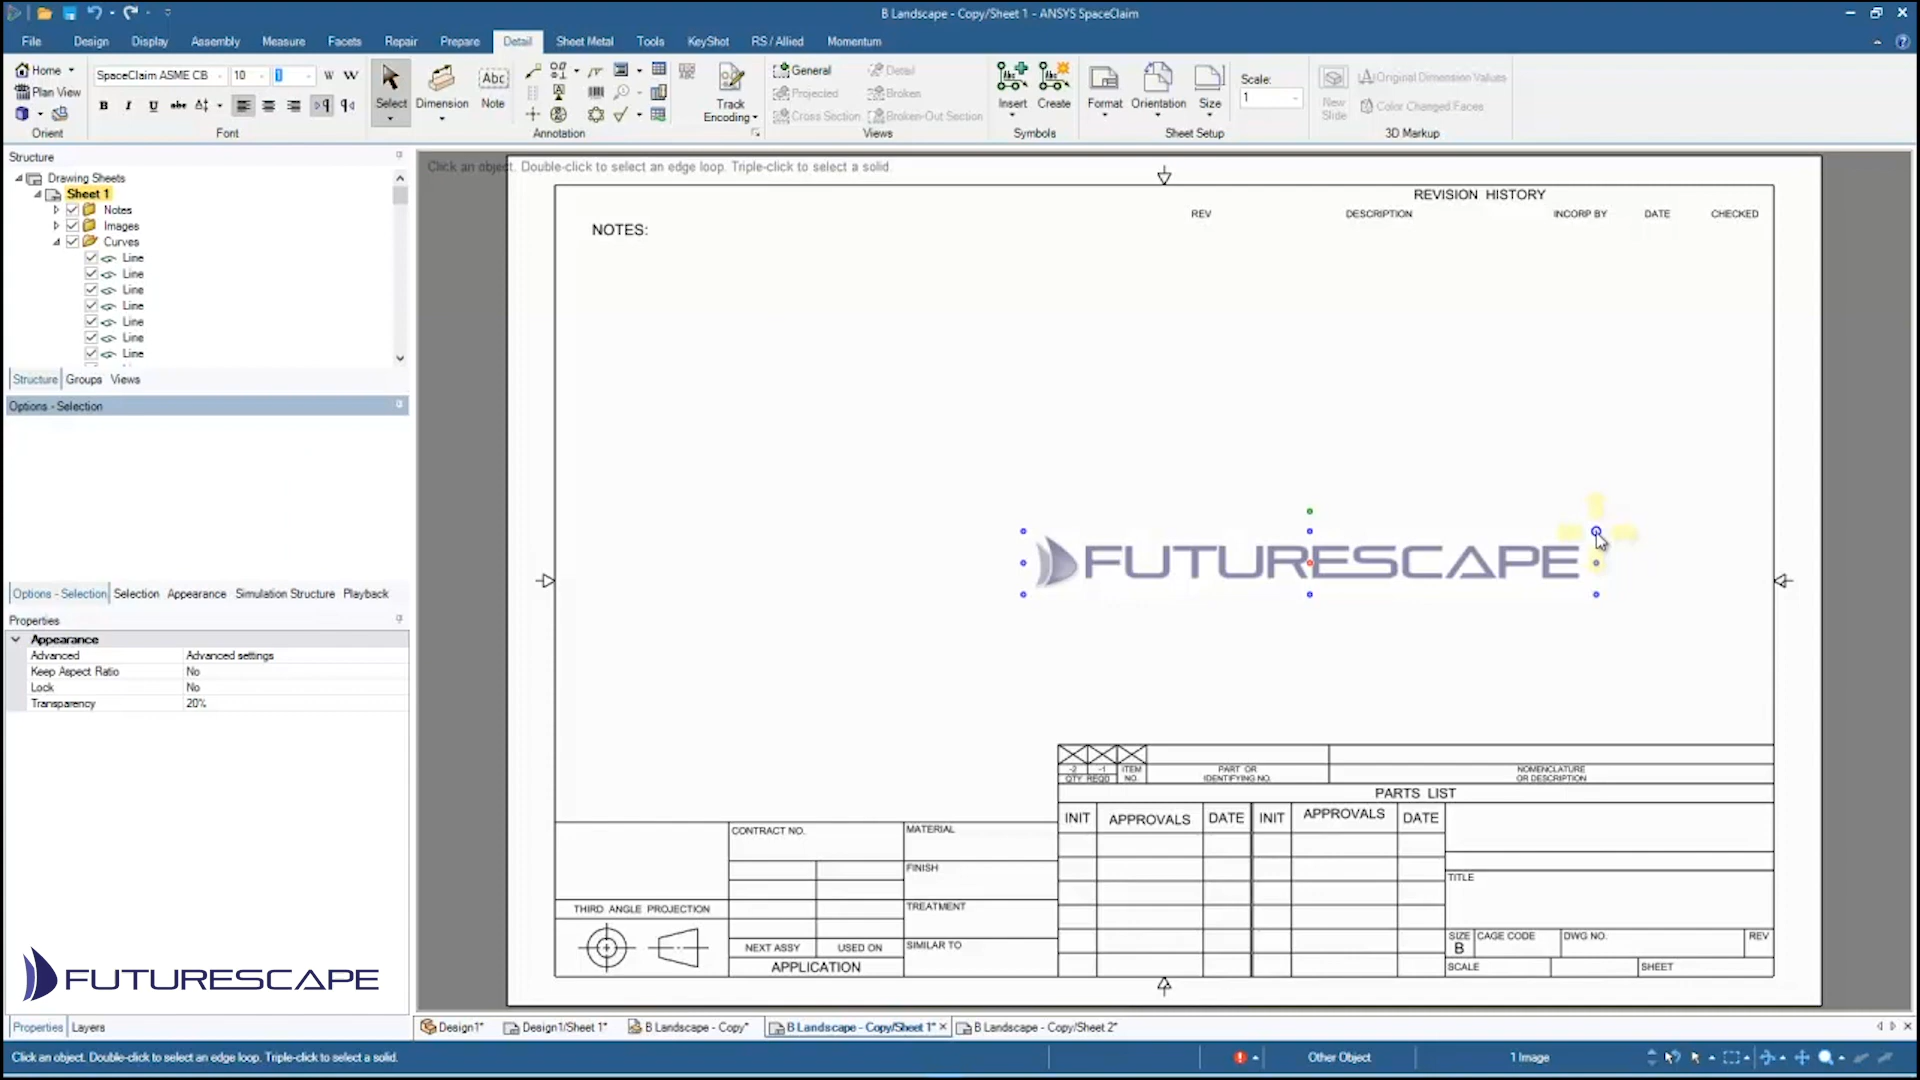 B Landscape - Copy/Sheet 1 - ANSYS SpaceClaim
File Design Display Assembly Measure Facets Repair Prepare Detail Sheet Metal Tools KeyShot RS / Allied Momentum
Home
Plan View
Orient
SpaceClaim ASME CB 10 1
Font
Select
Dimension
Abc
Note
Annotation
Track
Encoding
General
Projected
Cross Section
Detail
Broken
Broken-Out Section
Views
Insert
Create
Symbols
Format
Orientation
Size
Scale:
1
Sheet Setup
New
Slide
Original Dimension Values
Color Changed Faces
3D Markup
Structure
Drawing Sheets
Sheet 1
Notes
Images
Curves
Line
Line
Line
Line
Line
Line
Line
Structure Groups Views
Options - Selection
Options - Selection Selection Appearance Simulation Structure Playback
Properties
Appearance
Advanced Advanced settings
Keep Aspect Ratio No
Lock No
Transparency 20%
FUTURESCAPE
Properties Layers
Click an object. Double-click to select an edge loop. Triple-click to select a solid.
REVISION HISTORY
REV DESCRIPTION INCORP BY DATE CHECKED
NOTES:
FUTURESCAPE
-2 -1 ITEM NO.
QTY REQD
PART OR
IDENTIFYING NO.
NOMENCLATURE
OR DESCRIPTION
PARTS LIST
INIT APPROVALS DATE INIT APPROVALS DATE
CONTRACT NO.
MATERIAL
FINISH
TREATMENT
SIMILAR TO
THIRD ANGLE PROJECTION
NEXT ASSY USED ON
APPLICATION
TITLE
SIZE
B
CAGE CODE
DWG NO.
REV
SCALE
SHEET
Design1* Design1/Sheet 1* B Landscape - Copy* B Landscape - Copy/Sheet 1* B Landscape - Copy/Sheet 2*
Click an object. Double-click to select an edge loop. Triple-click to select a solid.
Other Object
1 Image